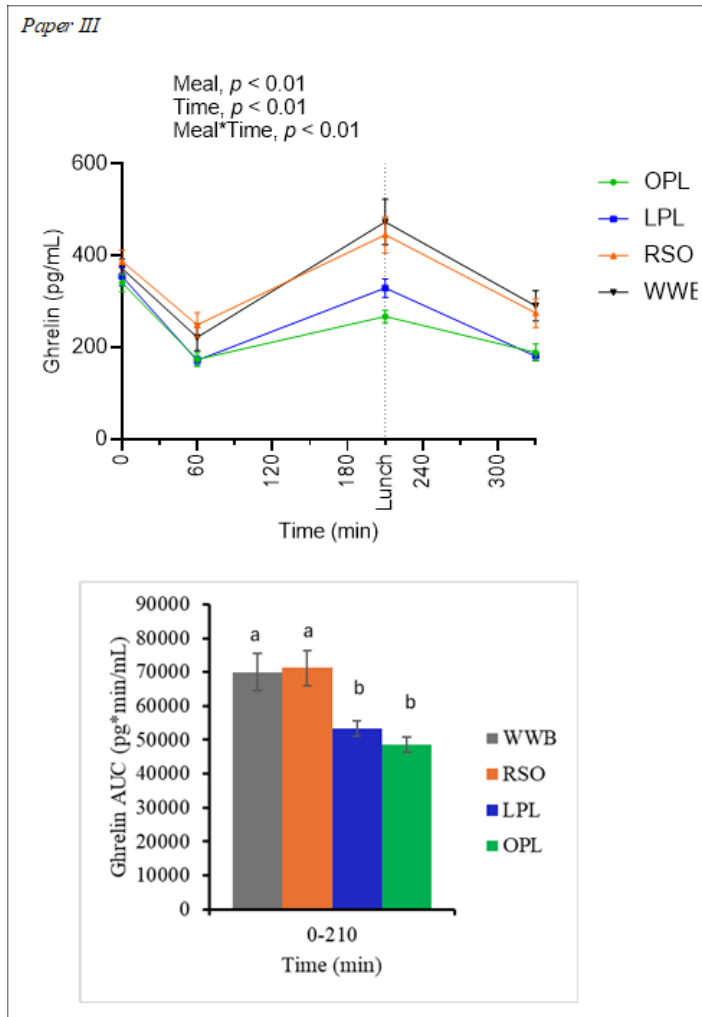 Paper III
Meal, p < 0.01
Time, p < 0.01
Meal*Time, p < 0.01
600
400
200
0
Ghrelin (pg/mL)
0
60
120
180
Lunch
240
300
Time (min)
OPL
LPL
RSO
WWB
90000
80000
70000
60000
50000
40000
30000
20000
10000
0
Ghrelin AUC (pg*min/mL)
a
a
b
b
0-210
Time (min)
WWB
RSO
LPL
OPL